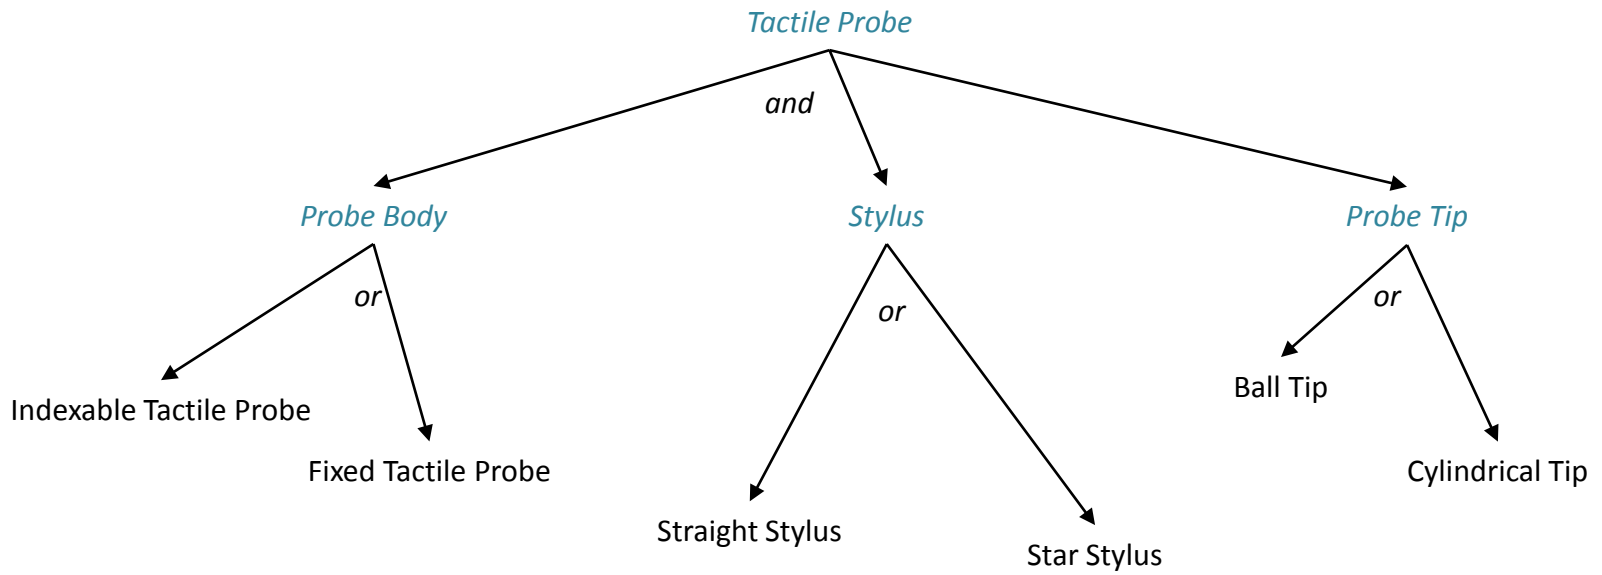 Tactile Probe
and
Probe Body
Stylus
Probe Tip
or
or
or
Indexable Tactile Probe
Fixed Tactile Probe
Straight Stylus
Star Stylus
Ball Tip
Cylindrical Tip